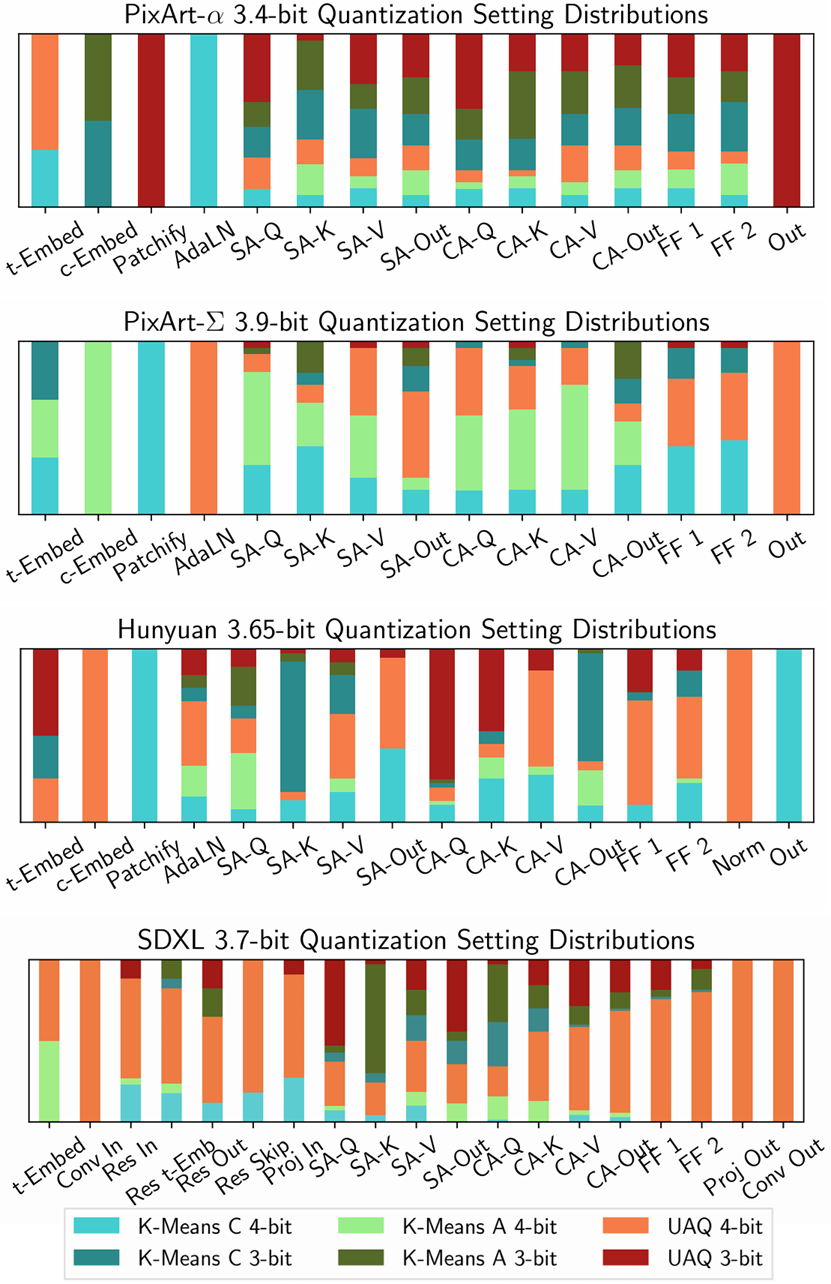 PixArt-α 3.4-bit Quantization Setting Distributions
t-Embed c-Embed Patchify AdaLN SA-Q SA-K SA-V SA-Out CA-Q CA-K CA-V CA-Out FF 1 FF 2 Out
PixArt-Σ 3.9-bit Quantization Setting Distributions
t-Embed c-Embed Patchify AdaLN SA-Q SA-K SA-V SA-Out CA-Q CA-K CA-V CA-Out FF 1 FF 2 Out
Hunyuan 3.65-bit Quantization Setting Distributions
t-Embed c-Embed Patchify AdaLN SA-Q SA-K SA-V SA-Out CA-Q CA-K CA-V CA-Out FF 1 FF 2 Norm Out
SDXL 3.7-bit Quantization Setting Distributions
t-Embed Conv In Res In Res t-Emb Res Out Res Skip Proj In SA-Q SA-K SA-V SA-Out CA-Q CA-K CA-V CA-Out FF 1 FF 2 Proj Out Conv Out
K-Means C 4-bit K-Means A 4-bit UAQ 4-bit
K-Means C 3-bit K-Means A 3-bit UAQ 3-bit